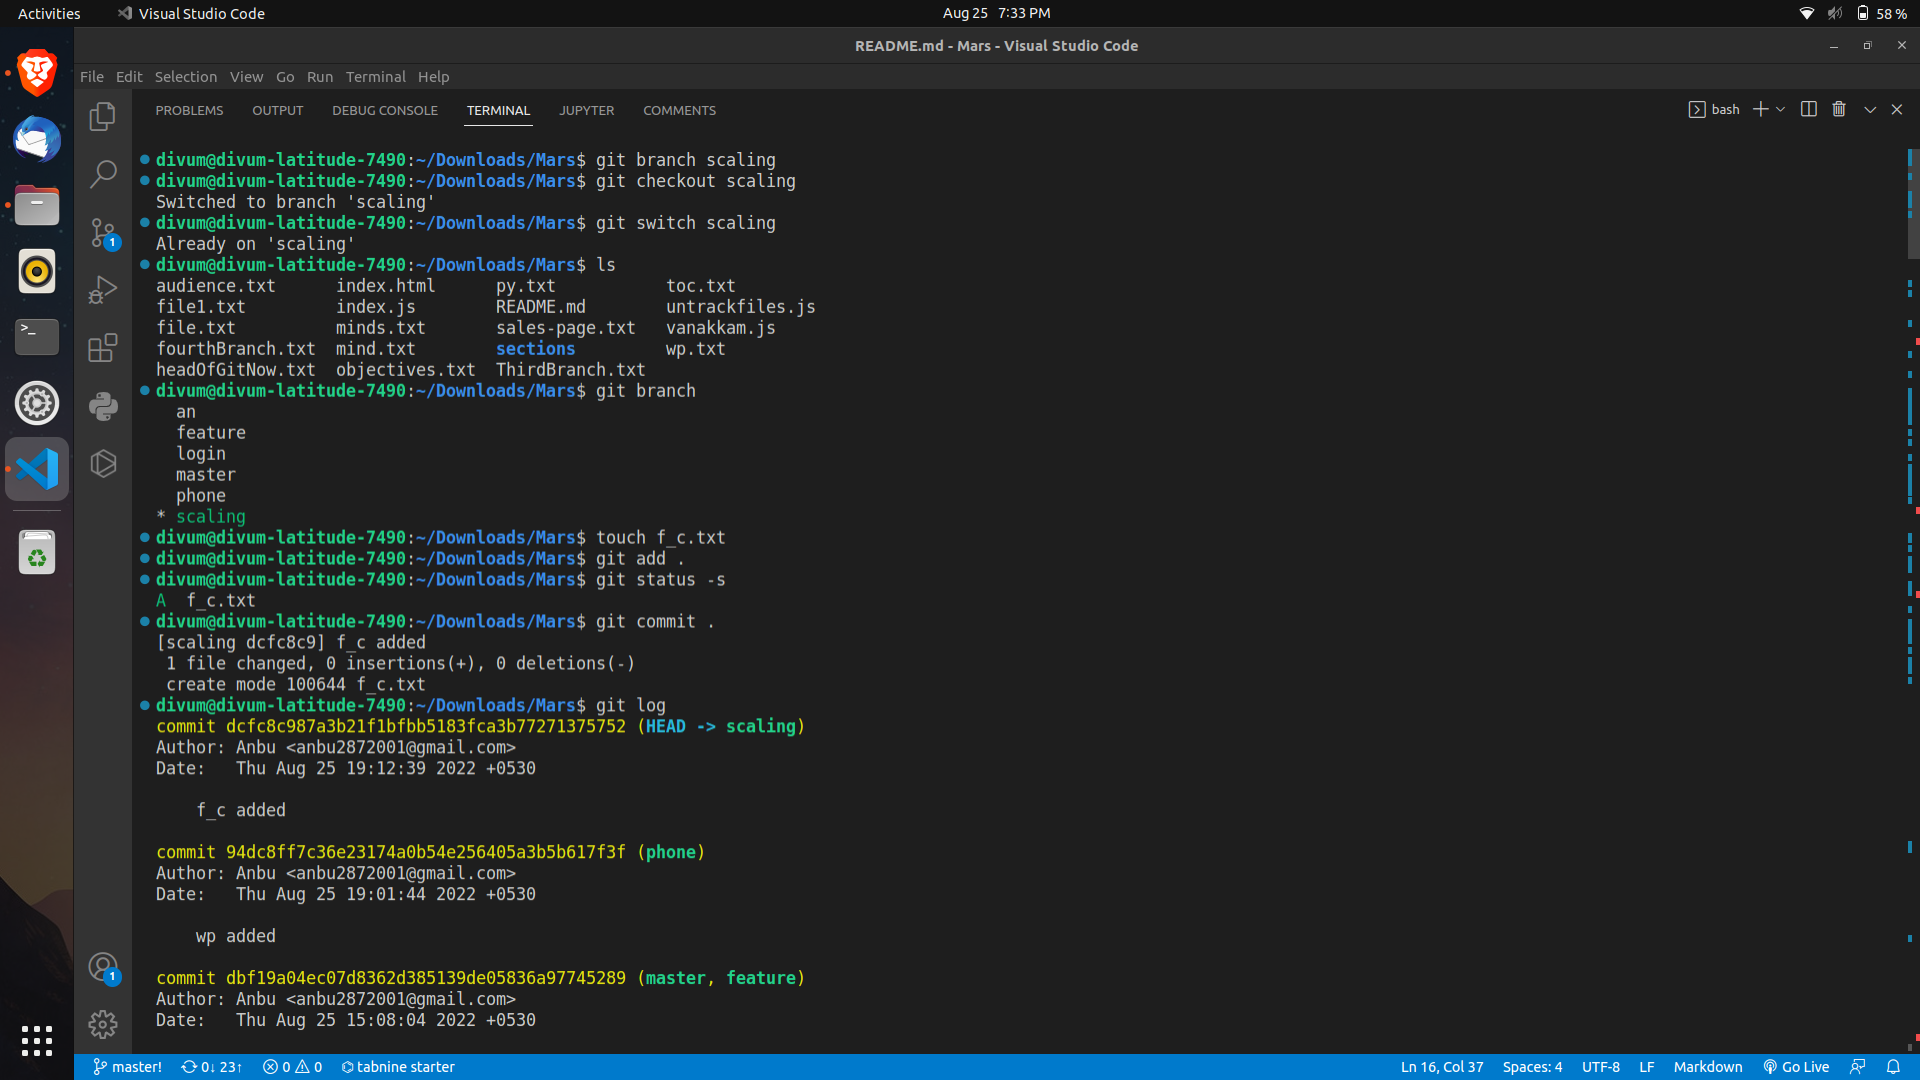 Activities Visual Studio Code Aug 25 7:33 PM 58 %
README.md - Mars - Visual Studio Code
File Edit Selection View Go Run Terminal Help
PROBLEMS OUTPUT DEBUG CONSOLE TERMINAL JUPYTER COMMENTS bash
divum@divum-latitude-7490:~/Downloads/Mars$ git branch scaling
divum@divum-latitude-7490:~/Downloads/Mars$ git checkout scaling
Switched to branch 'scaling'
divum@divum-latitude-7490:~/Downloads/Mars$ git switch scaling
Already on 'scaling'
divum@divum-latitude-7490:~/Downloads/Mars$ ls
audience.txt index.html py.txt toc.txt
file1.txt index.js README.md untrackfiles.js
file.txt minds.txt sales-page.txt vanakkam.js
fourthBranch.txt mind.txt sections wp.txt
headOfGitNow.txt objectives.txt ThirdBranch.txt
divum@divum-latitude-7490:~/Downloads/Mars$ git branch
an
feature
login
master
phone
* scaling
divum@divum-latitude-7490:~/Downloads/Mars$ touch f_c.txt
divum@divum-latitude-7490:~/Downloads/Mars$ git add .
divum@divum-latitude-7490:~/Downloads/Mars$ git status -s
A f_c.txt
divum@divum-latitude-7490:~/Downloads/Mars$ git commit .
[scaling dcfc8c9] f_c added
1 file changed, 0 insertions(+), 0 deletions(-)
create mode 100644 f_c.txt
divum@divum-latitude-7490:~/Downloads/Mars$ git log
commit dcfc8c987a3b21f1bfbb5183fca3b77271375752 (HEAD -> scaling)
Author: Anbu <anbu2872001@gmail.com>
Date: Thu Aug 25 19:12:39 2022 +0530
f_c added
commit 94dc8ff7c36e23174a0b54e256405a3b5b617f3f (phone)
Author: Anbu <anbu2872001@gmail.com>
Date: Thu Aug 25 19:01:44 2022 +0530
wp added
commit dbf19a04ec07d8362d385139de05836a97745289 (master, feature)
Author: Anbu <anbu2872001@gmail.com>
Date: Thu Aug 25 15:08:04 2022 +0530
1
1
master! 0↓ 23↑ 0 0 tabnine starter Ln 16, Col 37 Spaces: 4 UTF-8 LF Markdown Go Live